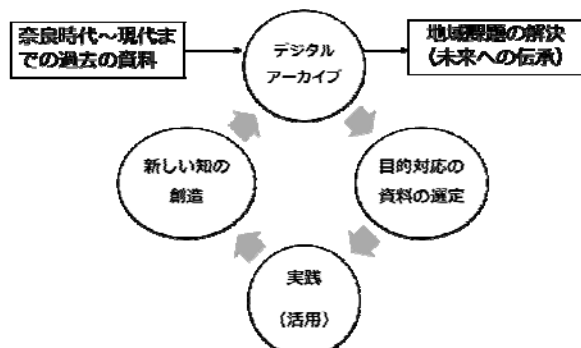 奈良時代～現代ま
での過去の資料
デジタル
アーカイブ
地域課題の解決
（未来への伝承）
新しい知の
創造
目的対応の
資料の選定
実践
（活用）